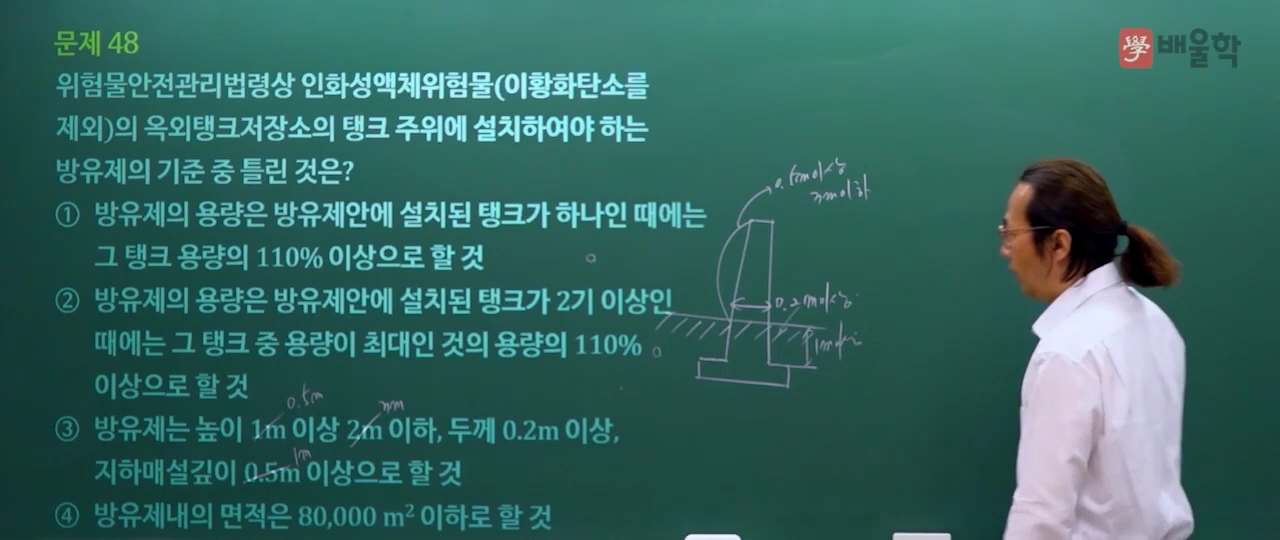 문제 48
學 배울학
위험물안전관리법령상 인화성액체위험물(이황화탄소를
제외)의 옥외탱크저장소의 탱크 주위에 설치하여야 하는
방유제의 기준 중 틀린 것은?
① 방유제의 용량은 방유제안에 설치된 탱크가 하나인 때에는
그 탱크 용량의 110% 이상으로 할 것
② 방유제의 용량은 방유제안에 설치된 탱크가 2기 이상인
때에는 그 탱크 중 용량이 최대인 것의 용량의 110%
이상으로 할 것
0.5m
③ 방유제는 높이 1m 이상 2m 이하, 두께 0.2m 이상,
1m
지하매설깊이 0.5m 이상으로 할 것
④ 방유제내의 면적은 80,000 m² 이하로 할 것
0.5m이상
3m이하
0.2m이상
1m이상